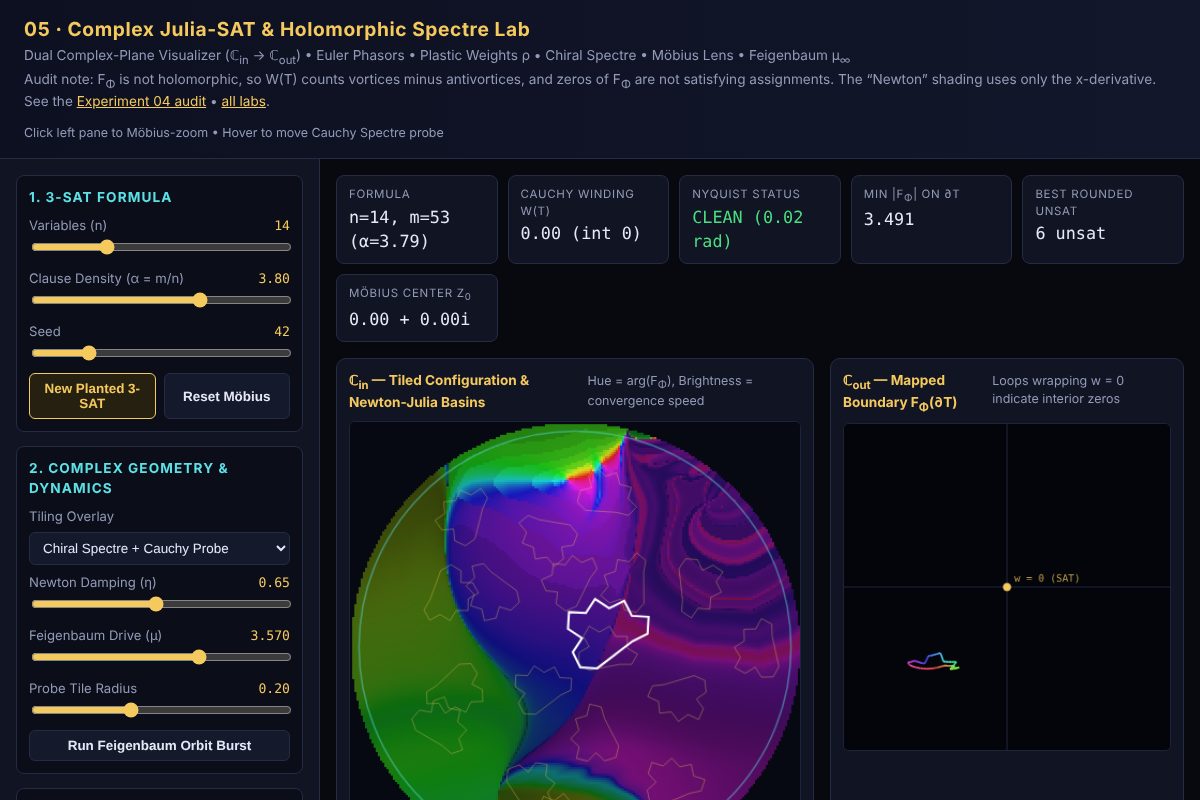 05 · Complex Julia-SAT & Holomorphic Spectre Lab
Dual Complex-Plane Visualizer (ℂin → ℂout) • Euler Phasors • Plastic Weights ρ • Chiral Spectre • Möbius Lens • Feigenbaum μ∞
Audit note: FΦ is not holomorphic, so W(T) counts vortices minus antivortices, and zeros of FΦ are not satisfying assignments. The “Newton” shading uses only the x-derivative.
See the Experiment 04 audit • all labs.
Click left pane to Möbius-zoom • Hover to move Cauchy Spectre probe
1. 3-SAT FORMULA
Variables (n) 14
Clause Density (α = m/n) 3.80
Seed 42
New Planted 3-
SAT
Reset Möbius
2. COMPLEX GEOMETRY &
DYNAMICS
Tiling Overlay
Chiral Spectre + Cauchy Probe
Newton Damping (η) 0.65
Feigenbaum Drive (μ) 3.570
Probe Tile Radius 0.20
Run Feigenbaum Orbit Burst
FORMULA
n=14, m=53
(α=3.79)
CAUCHY WINDING
W(T)
0.00 (int 0)
NYQUIST STATUS
CLEAN (0.02
rad)
MIN |FΦ| ON ∂T
3.491
BEST ROUNDED
UNSAT
6 unsat
MÖBIUS CENTER Z0
0.00 + 0.00i
ℂin — Tiled Configuration &
Newton-Julia Basins
Hue = arg(FΦ), Brightness =
convergence speed
ℂout — Mapped
Boundary FΦ(∂T)
Loops wrapping w = 0
indicate interior zeros
w = 0 (SAT)